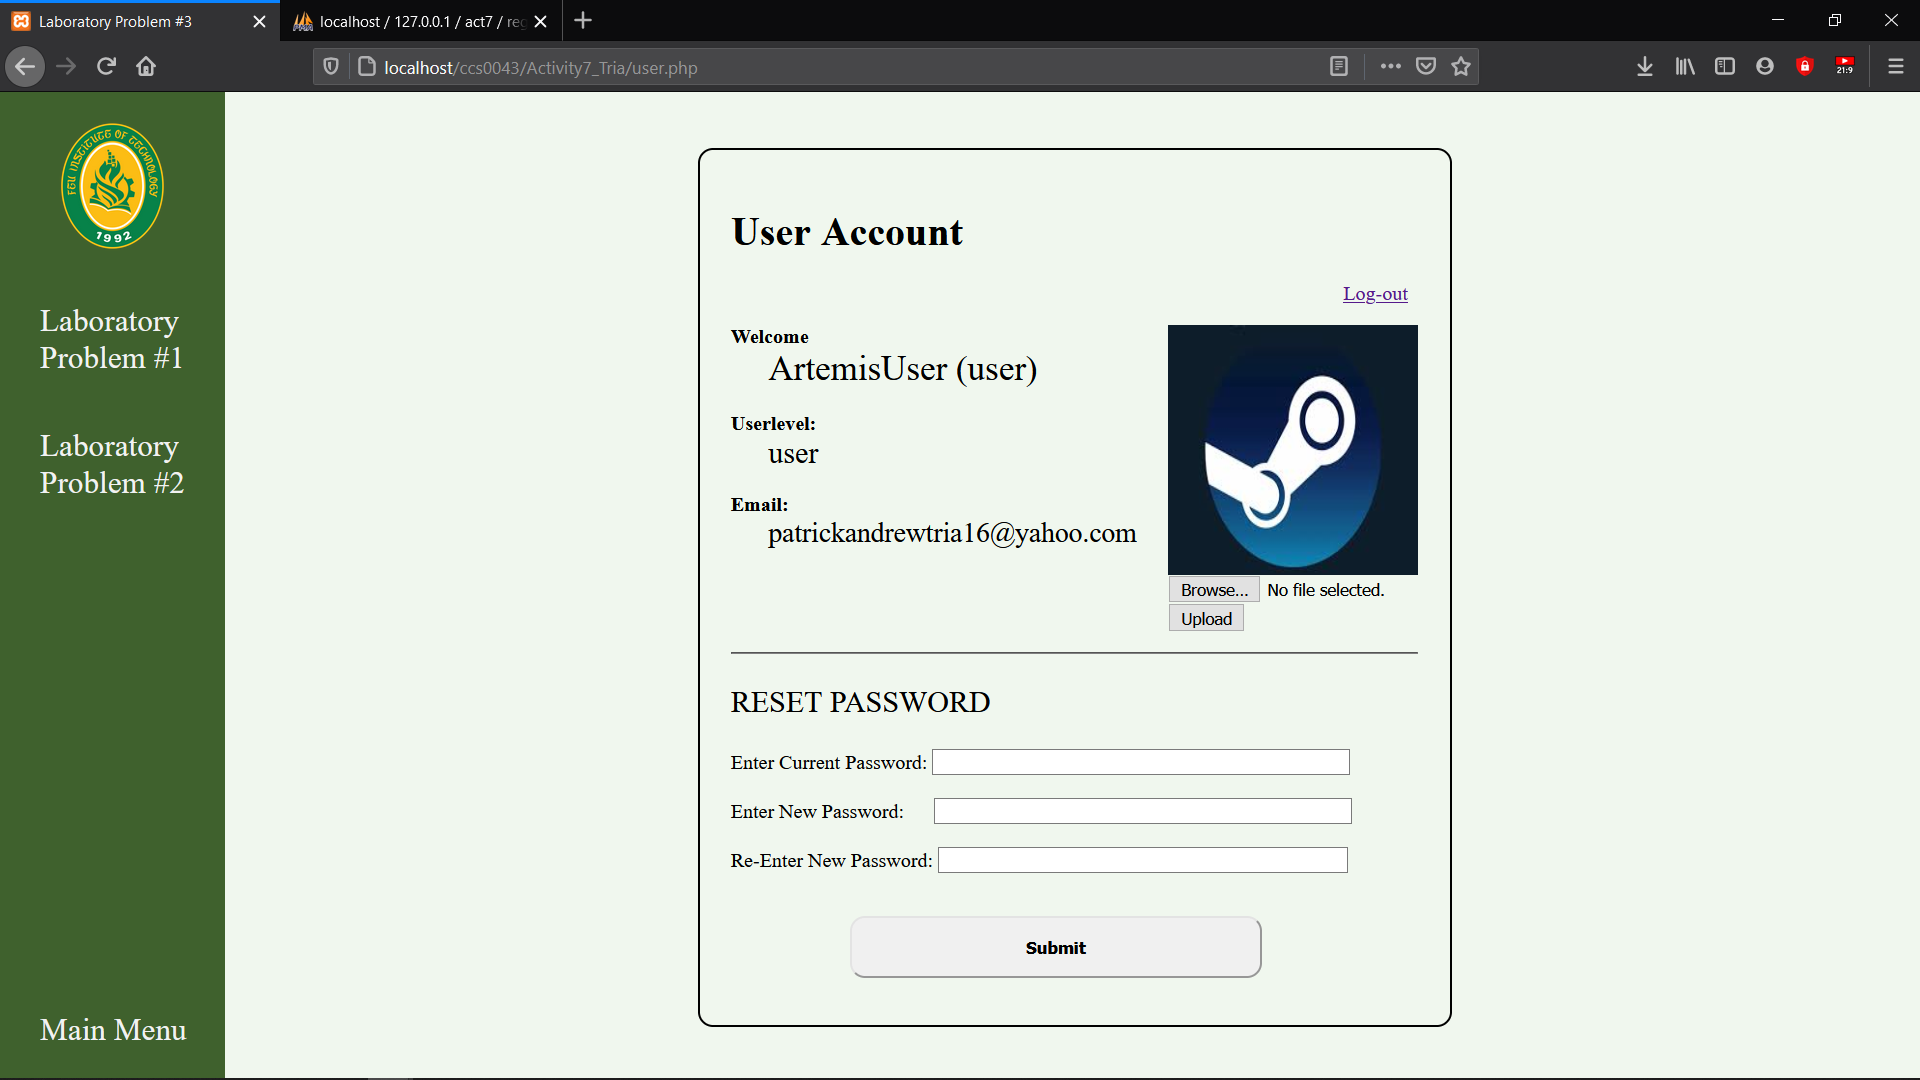 Laboratory Problem #3
localhost / 127.0.0.1 / act7 / reg
localhost/ccs0043/Activity7_Tria/user.php
21:9
FEU INSTITUTE OF TECHNOLOGY
1992
Laboratory
Problem #1
Laboratory
Problem #2
Main Menu
User Account
Log-out
Welcome
ArtemisUser (user)
Userlevel:
user
Email:
patrickandrewtria16@yahoo.com
Browse... No file selected.
Upload
RESET PASSWORD
Enter Current Password:
Enter New Password:
Re-Enter New Password:
Submit